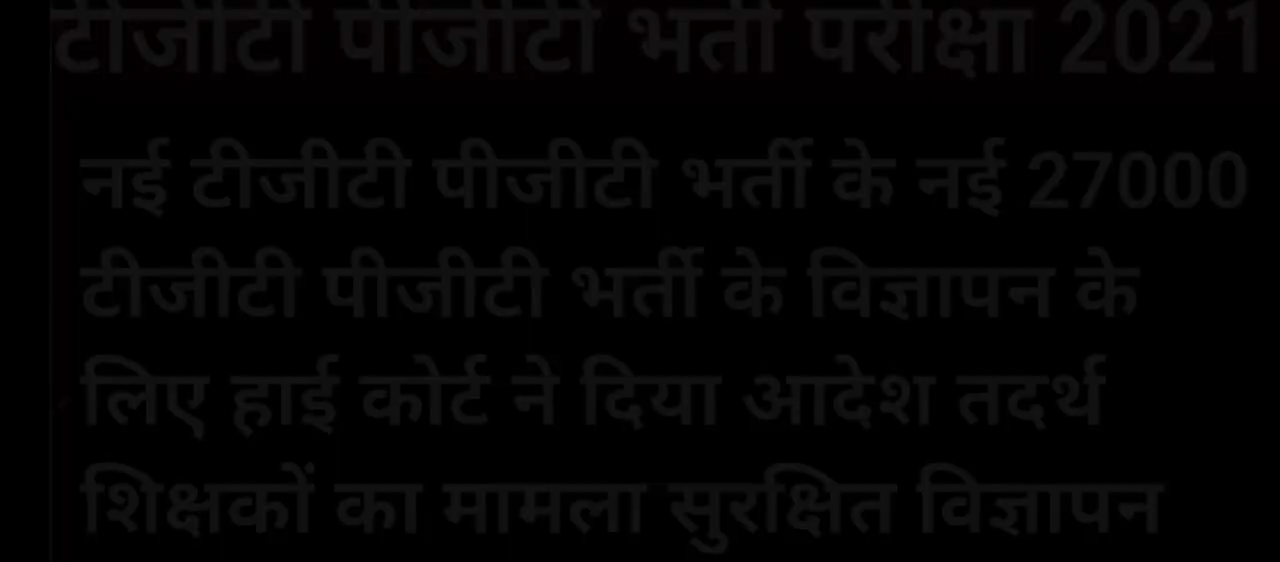 टीजीटी पीजीटी भर्ती परीक्षा 2021
नई टीजीटी पीजीटी भर्ती के नई 27000
टीजीटी पीजीटी भर्ती के विज्ञापन के
लिए हाई कोर्ट ने दिया आदेश तदर्थ
शिक्षकों का मामला सुरक्षित विज्ञापन